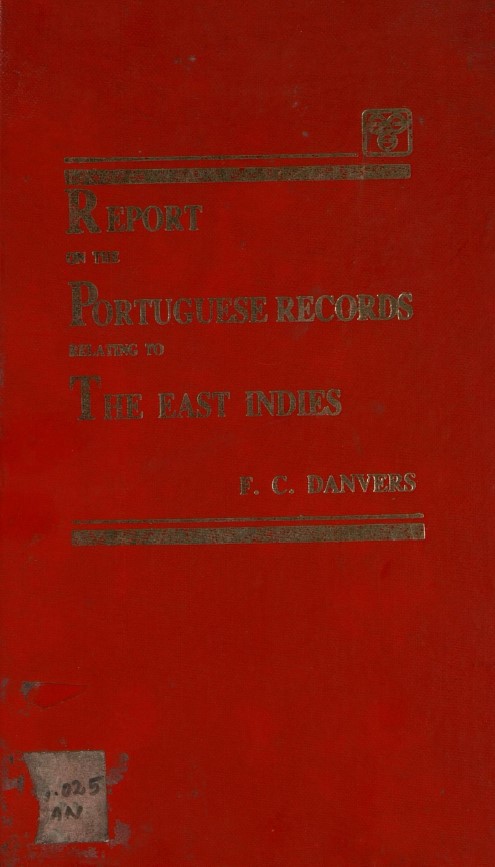 REPORT
ON THE
PORTUGUESE RECORDS
RELATING TO
THE EAST INDIES
F. C. DANVERS
.025
AN